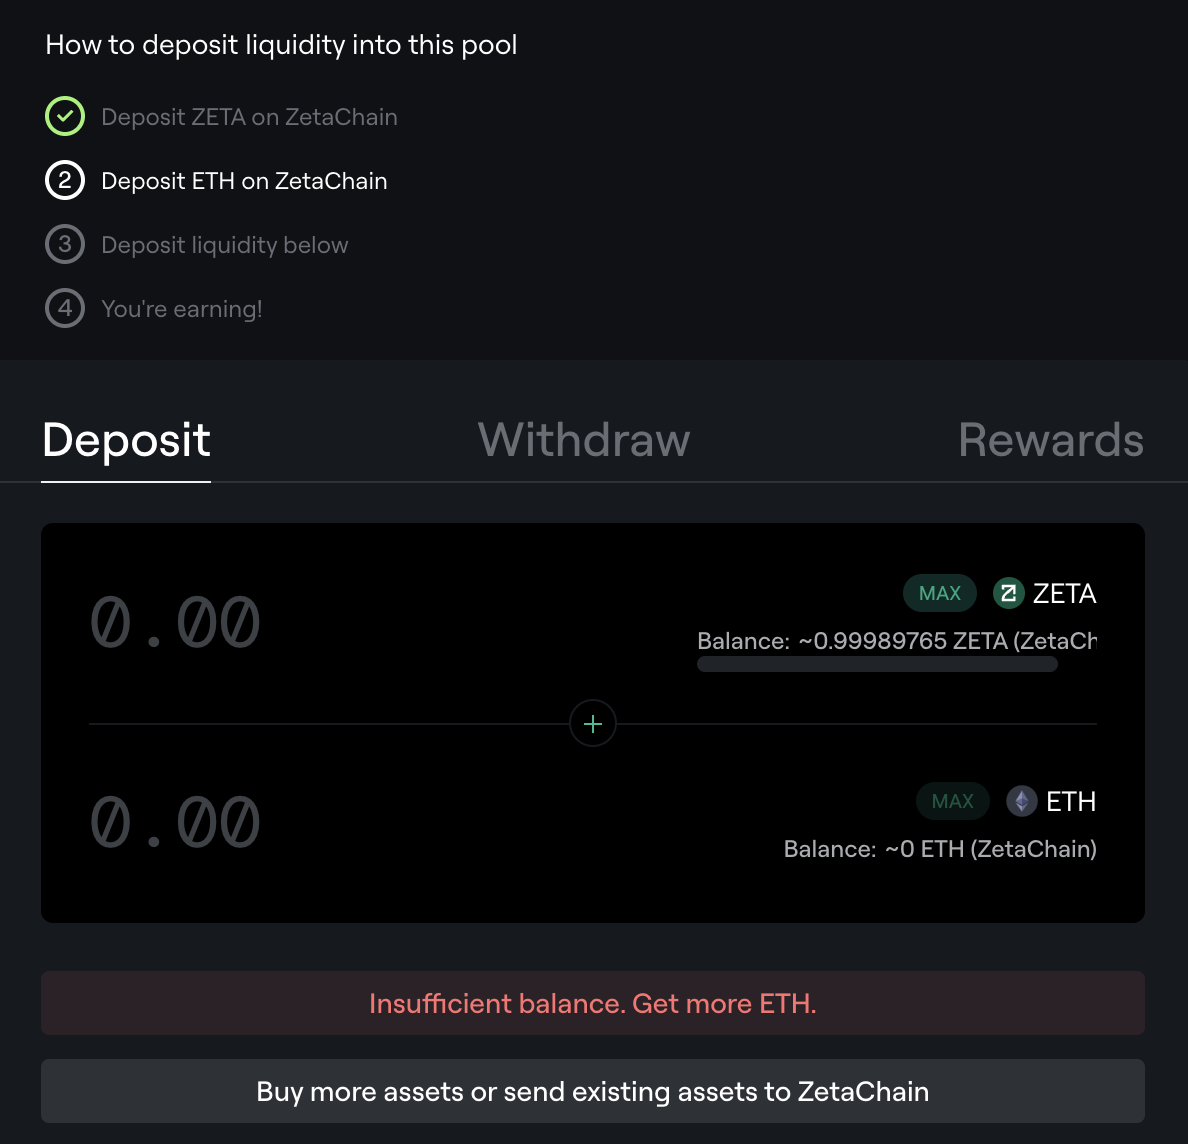 How to deposit liquidity into this pool
Deposit ZETA on ZetaChain
2 Deposit ETH on ZetaChain
3 Deposit liquidity below
4 You're earning!
Deposit Withdraw Rewards
0.00 MAX ZETA
Balance: ~0.99989765 ZETA (ZetaCh
+
0.00 MAX ETH
Balance: ~0 ETH (ZetaChain)
Insufficient balance. Get more ETH.
Buy more assets or send existing assets to ZetaChain